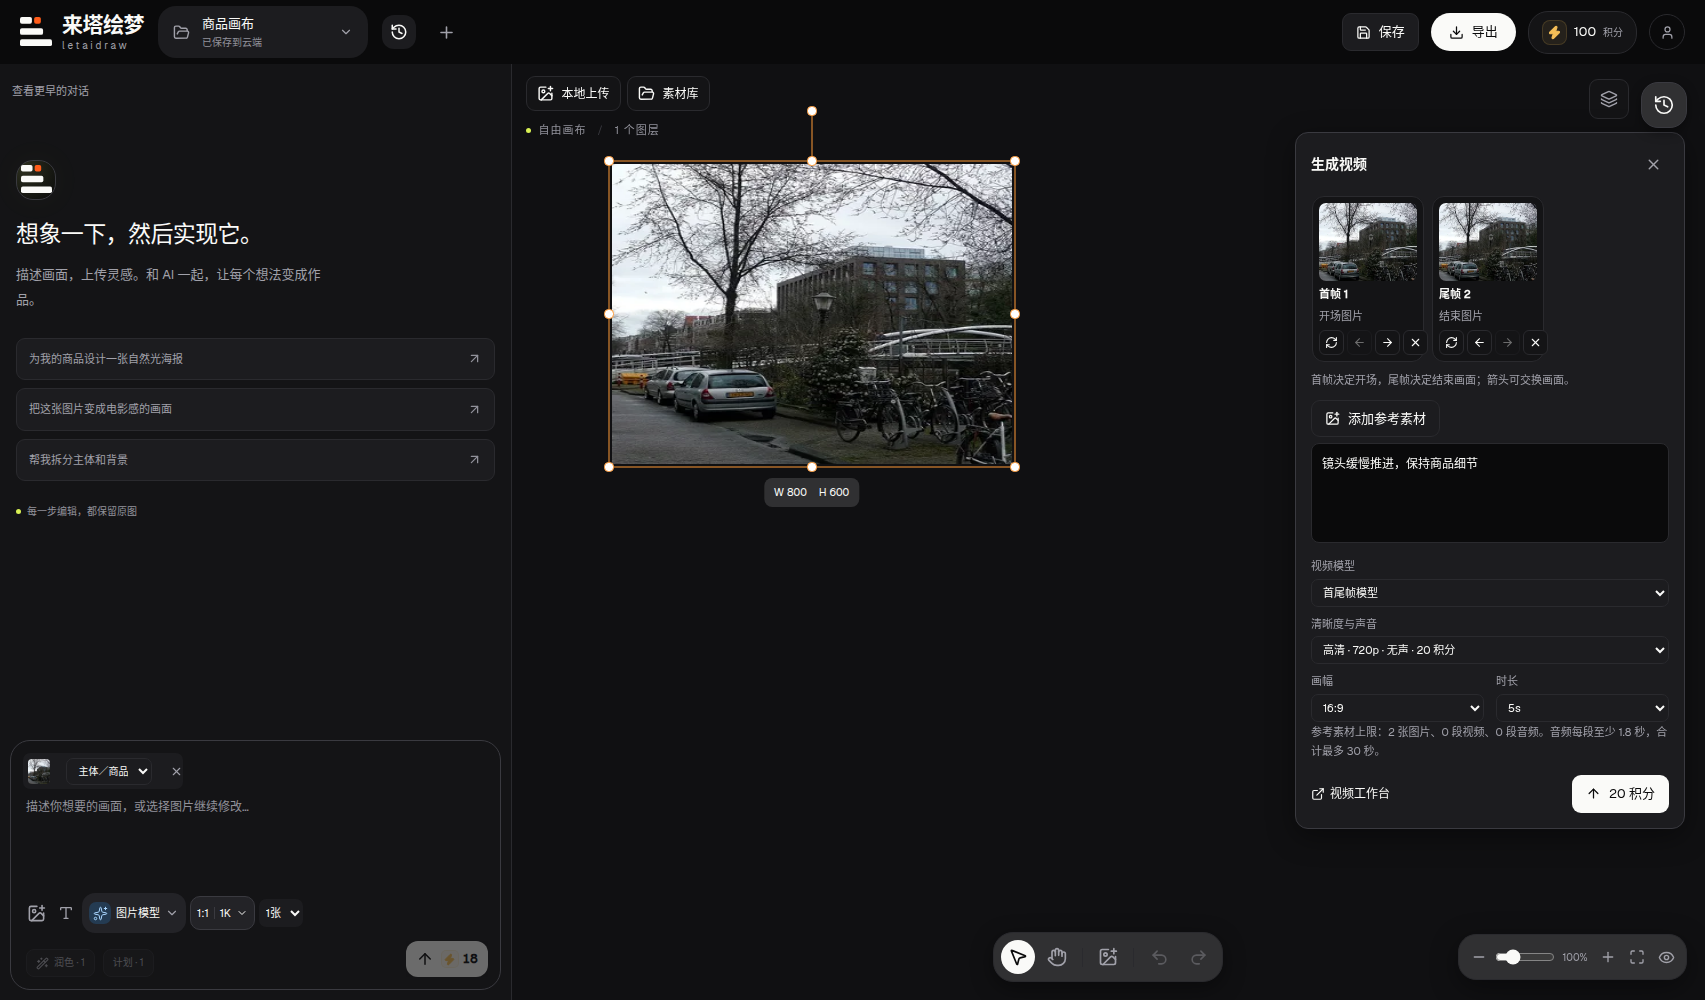 来塔绘梦
letaidraw
商品画布
已保存到云端
保存
导出
100 积分
查看更早的对话
想象一下，然后实现它。
描述画面，上传灵感。和 AI 一起，让每个想法变成作
品。
为我的商品设计一张自然光海报
把这张图片变成电影感的画面
帮我拆分主体和背景
每一步编辑，都保留原图
主体／商品
描述你想要的画面，或选择图片继续修改...
图片模型
1:1 1K
1张
润色 · 1
计划 · 1
18
本地上传
素材库
自由画布 / 1 个图层
W 800 H 600
100%
生成视频
首帧 1
开场图片
尾帧 2
结束图片
首帧决定开场，尾帧决定结束画面；箭头可交换画面。
添加参考素材
镜头缓慢推进，保持商品细节
视频模型
首尾帧模型
清晰度与声音
高清 · 720p · 无声 · 20 积分
画幅
时长
16:9
5s
参考素材上限：2 张图片、0 段视频、0 段音频。音频每段至少 1.8 秒，合
计最多 30 秒。
视频工作台
20 积分